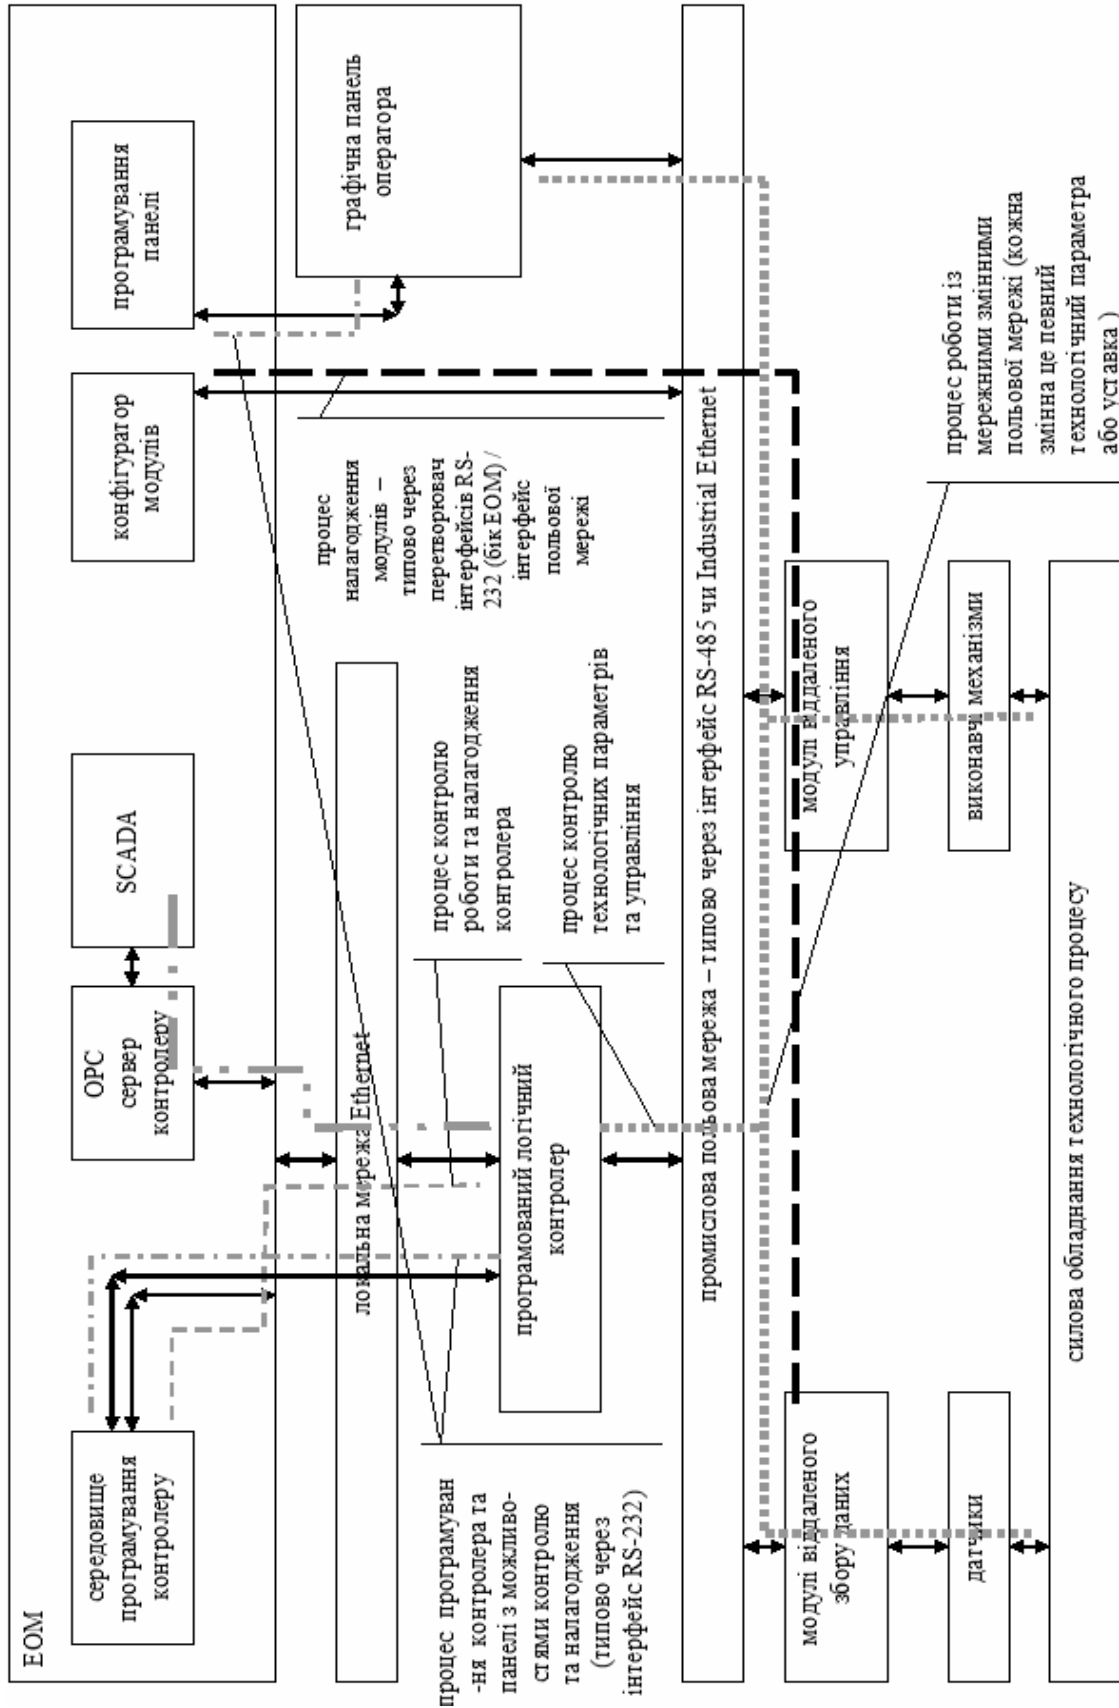 ЕОМ
середовище
програмування
контролеру
ОРС
сервер
контролеру
SCADA
конфігуратор
модулів
програмування
панелі
локальна мережа Ethernet
графічна панель
оператора
процес програмуван
-ня контролера та
панелі з можливо-
стями контролю
та налагодження
(типово через
інтерфейс RS-232)
програмований логічний
контролер
процес контролю
роботи та налагодження
контролера
процес контролю
технологічних параметрів
та управління
процес
налагодження
модулів –
типово через
перетворювач
інтерфейсів RS-
232 (бік ЕОМ) /
інтерфейс
польової
мережі
промислова польова мережа – типово через інтерфейс RS-485 чи Industrial Ethernet
модулі віддаленого
збору даних
модулі віддаленого
управління
датчики
виконавчі механізми
процес роботи із
мережними змінними
польової мережі (кожна
змінна це певний
технологічний параметр
або уставка )
силова обладнання технологічного процесу